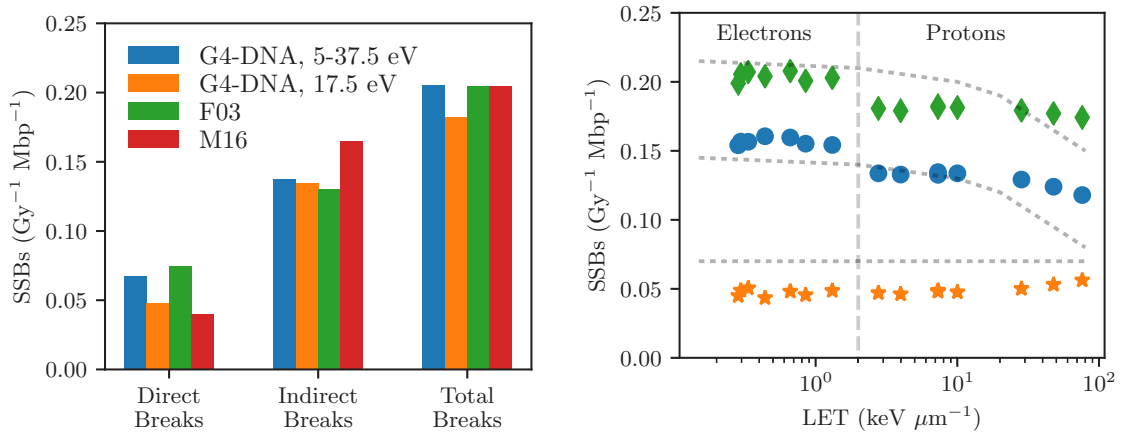 0.25
0.20
0.15
0.10
0.05
0.00
SSBs (Gy⁻¹ Mbp⁻¹)
G4-DNA, 5-37.5 eV
G4-DNA, 17.5 eV
F03
M16
Direct
Breaks
Indirect
Breaks
Total
Breaks
0.25
0.20
0.15
0.10
0.05
0.00
SSBs (Gy⁻¹ Mbp⁻¹)
Electrons
Protons
10⁰
10¹
10²
LET (keV μm⁻¹)